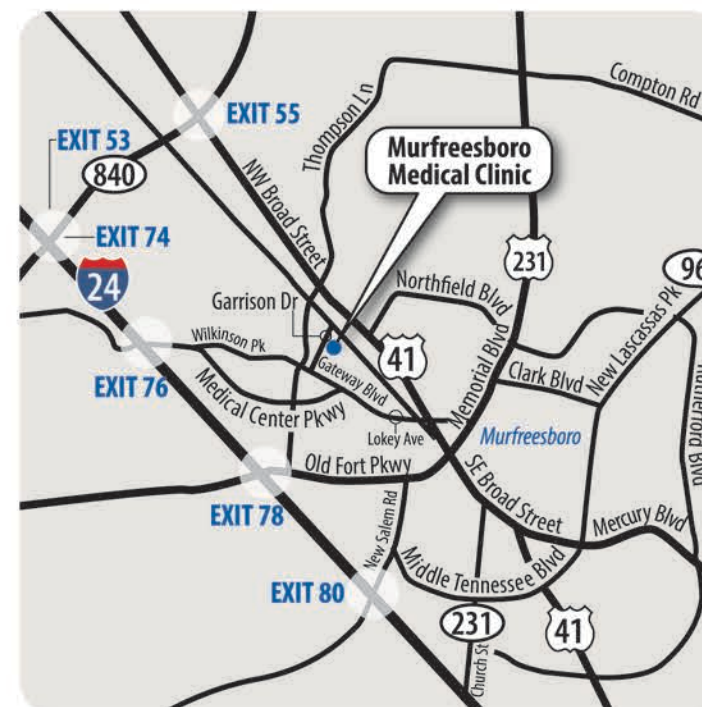 EXIT 55
Compton Rd
Thompson Ln
EXIT 53
840
Murfreesboro
Medical Clinic
NW Broad Street
EXIT 74
24
231
96
Garrison Dr
Northfield Blvd
Wilkinson Pk
41
Memorial Blvd
New Lascassas Pk
Gateway Blvd
Clark Blvd
Rutherford Blvd
EXIT 76
Medical Center Pkwy
Lokey Ave
Murfreesboro
Old Fort Pkwy
EXIT 78
SE Broad Street
Mercury Blvd
New Salem Rd
Middle Tennessee Blvd
EXIT 80
231
41
Church St